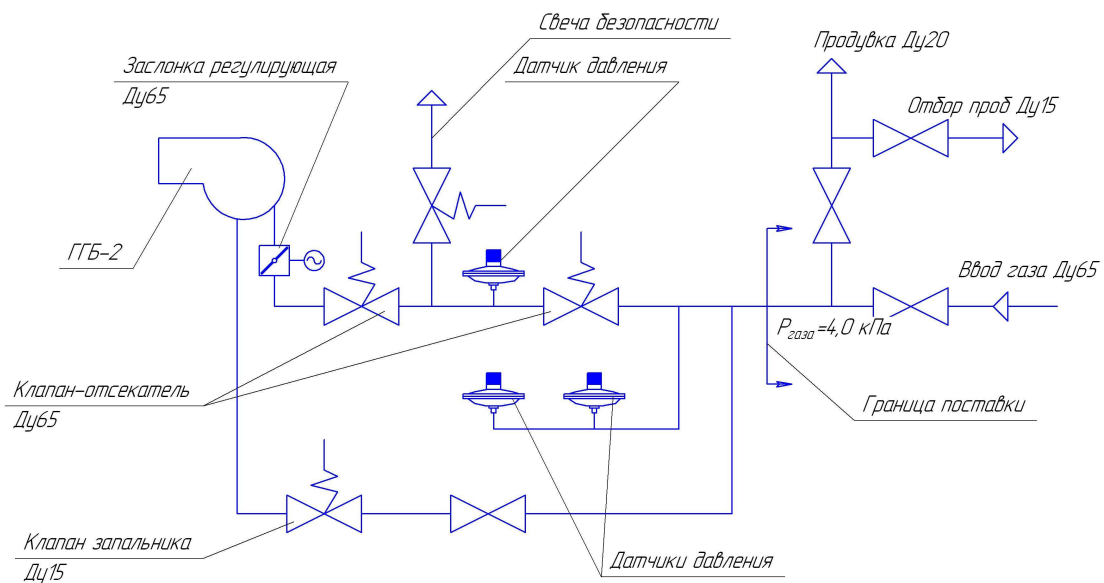 Свеча безопасности
Продувка Ду20
Заслонка регулирующая
Ду65
Датчик давления
Отбор проб Ду15
ГГБ-2
Ввод газа Ду65
Pгаза=4,0 кПа
Клапан-отсекатель
Ду65
Граница поставки
Клапан запальника
Ду15
Датчики давления